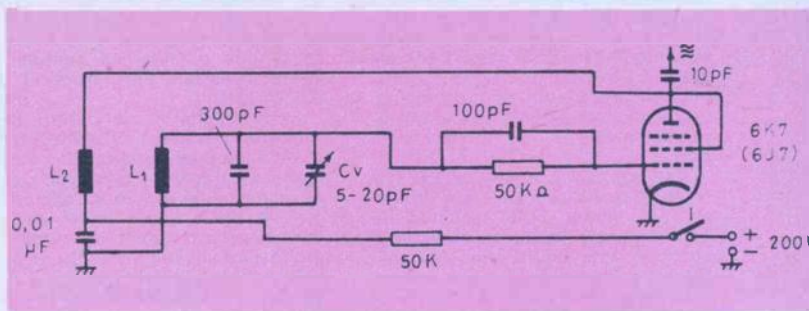 10pF
300pF
100pF
6K7
(6J7)
L₂
L₁
Cv
5-20pF
50KΩ
0,01
µF
I
50K
+
-
200V